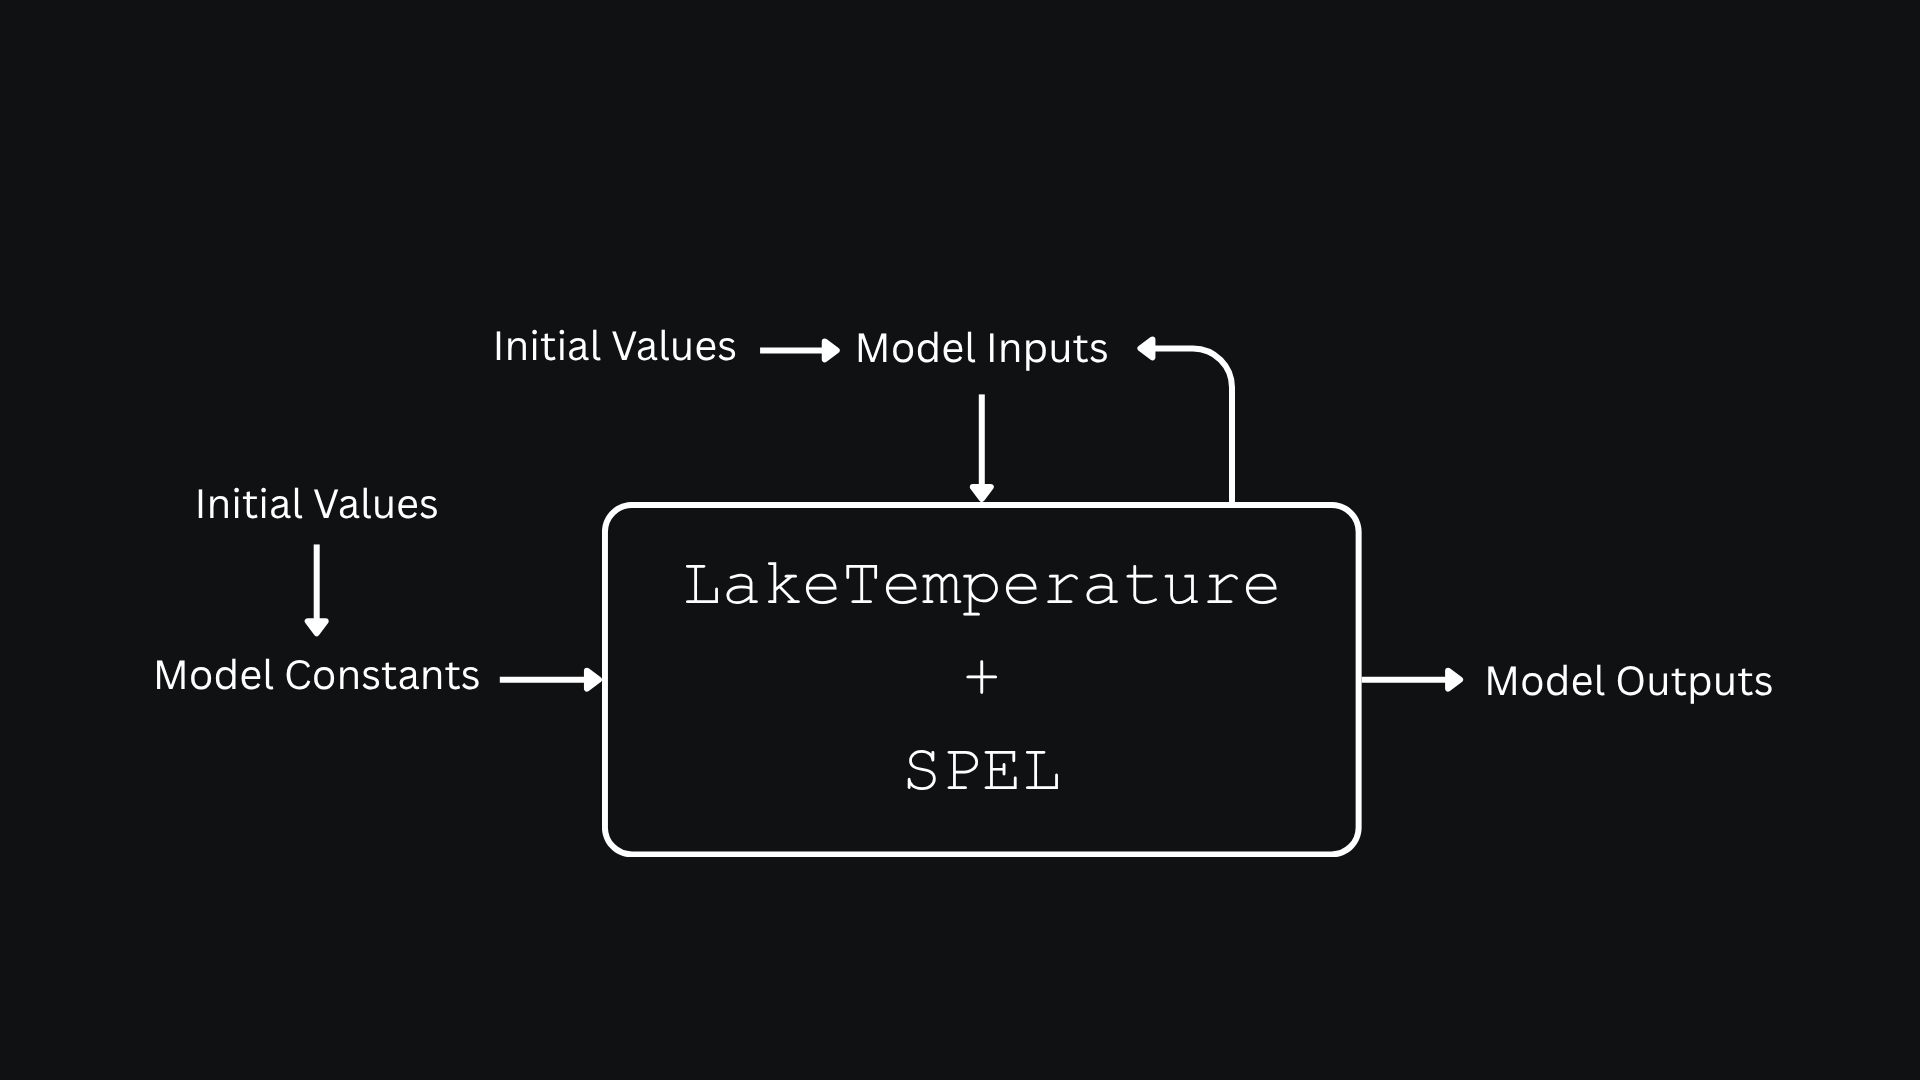 Initial Values
Model Inputs
Initial Values
Model Constants
LakeTemperature
+
SPEL
Model Outputs